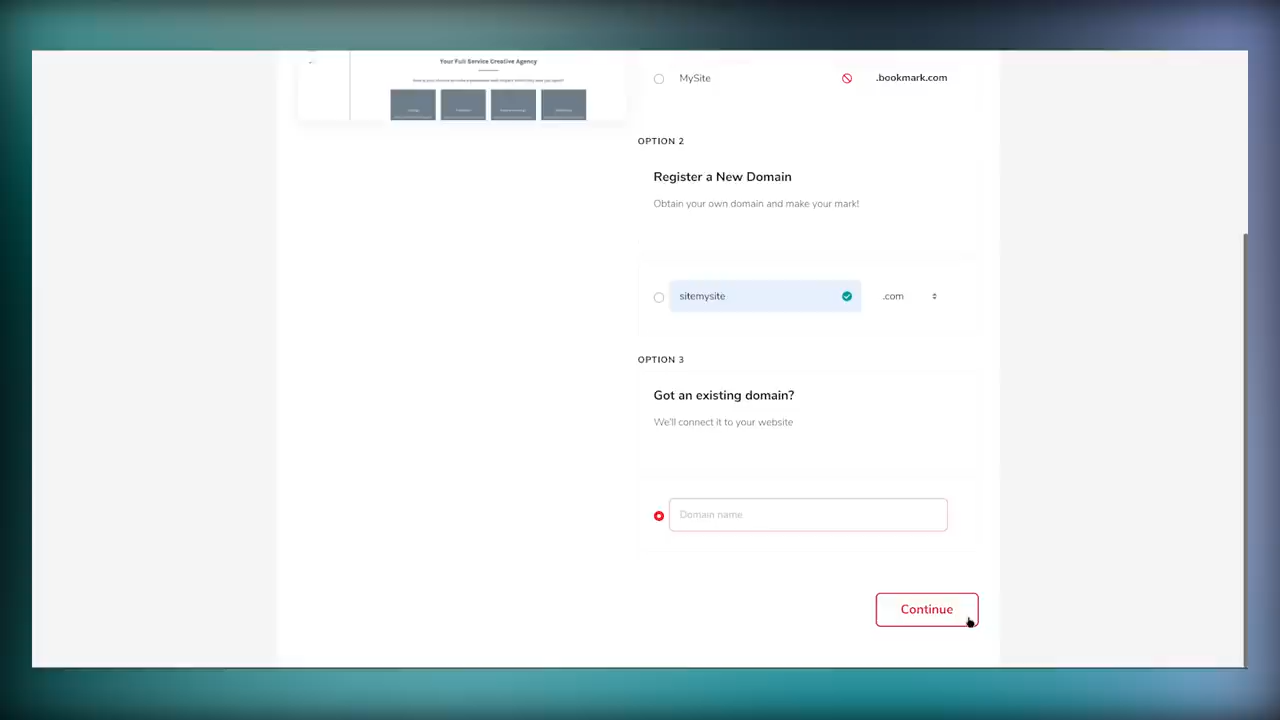 Your Full Service Creative Agency
MySite
.bookmark.com
OPTION 2
Register a New Domain
Obtain your own domain and make your mark!
sitemysite
.com
OPTION 3
Got an existing domain?
We'll connect it to your website
Domain name
Continue